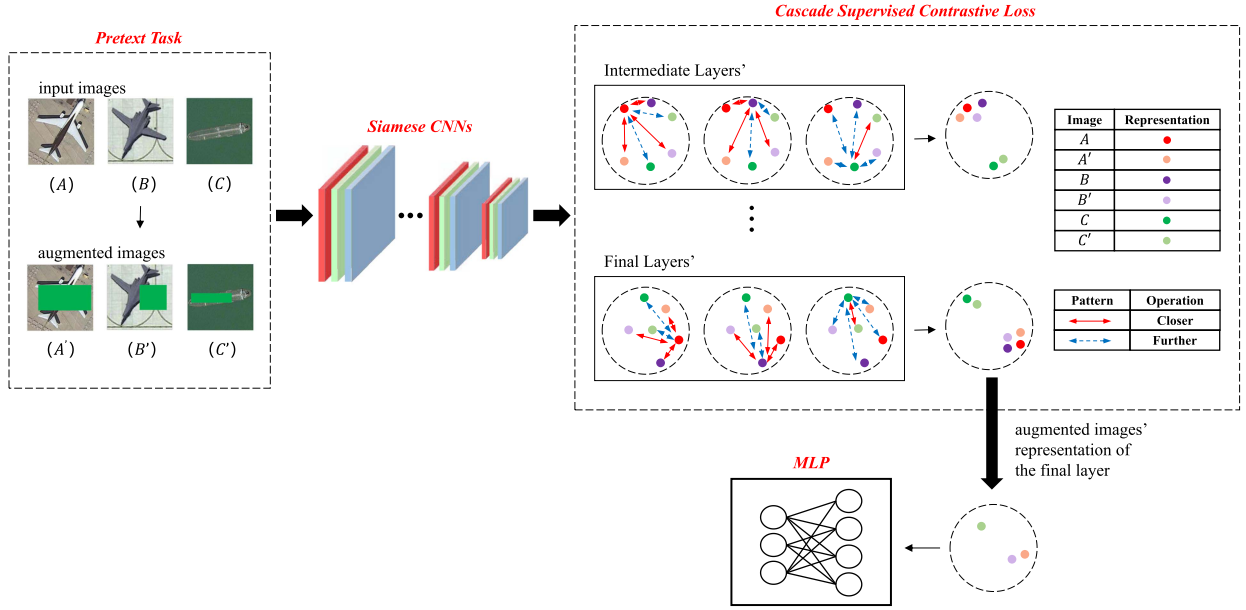 Cascade Supervised Contrastive Loss
Pretext Task
input images
(A) (B) (C)
augmented images
(A') (B') (C')
Siamese CNNs
Intermediate Layers'
Final Layers'
Image Representation
A
A'
B
B'
C
C'
Pattern Operation
Closer
Further
augmented images'
representation of
the final layer
MLP